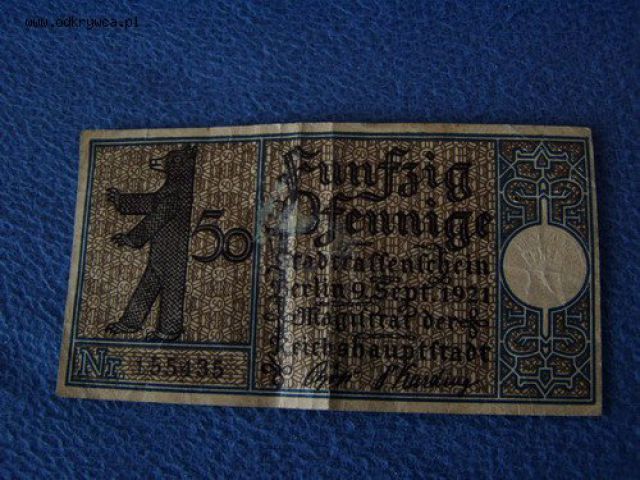 www.odkrywca.pl
50
Fünfzig
Pfennige
Stadtkassenschein
Berlin 9. Sept. 1921
Magistrat der
Reichshauptstadt
Nr. 155435